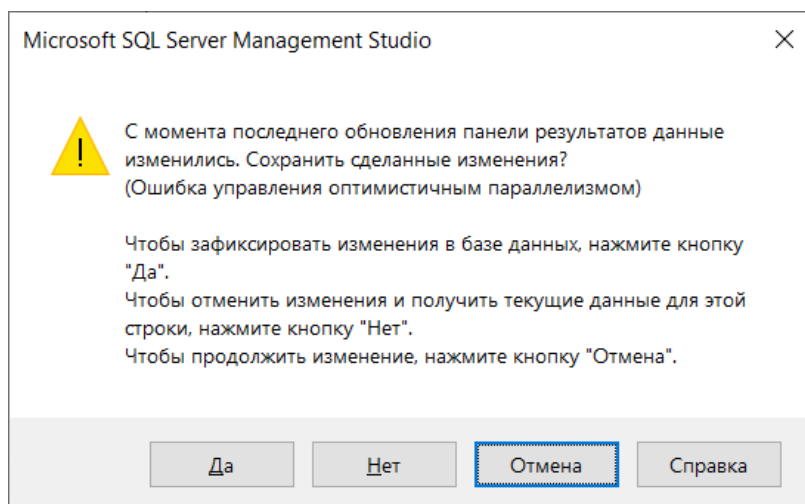 Microsoft SQL Server Management Studio
С момента последнего обновления панели результатов данные
изменились. Сохранить сделанные изменения?
(Ошибка управления оптимистичным параллелизмом)
Чтобы зафиксировать изменения в базе данных, нажмите кнопку
"Да".
Чтобы отменить изменения и получить текущие данные для этой
строки, нажмите кнопку "Нет".
Чтобы продолжить изменение, нажмите кнопку "Отмена".
Да Нет Отмена Справка